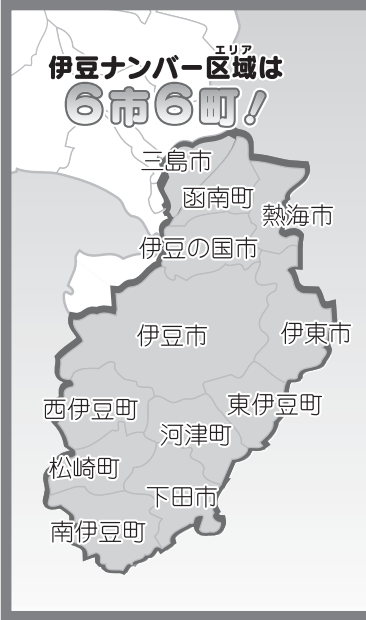 伊豆ナンバー区域は
エリア
6市6町！
三島市
函南町
熱海市
伊豆の国市
伊豆市
伊東市
西伊豆町
東伊豆町
河津町
松崎町
下田市
南伊豆町